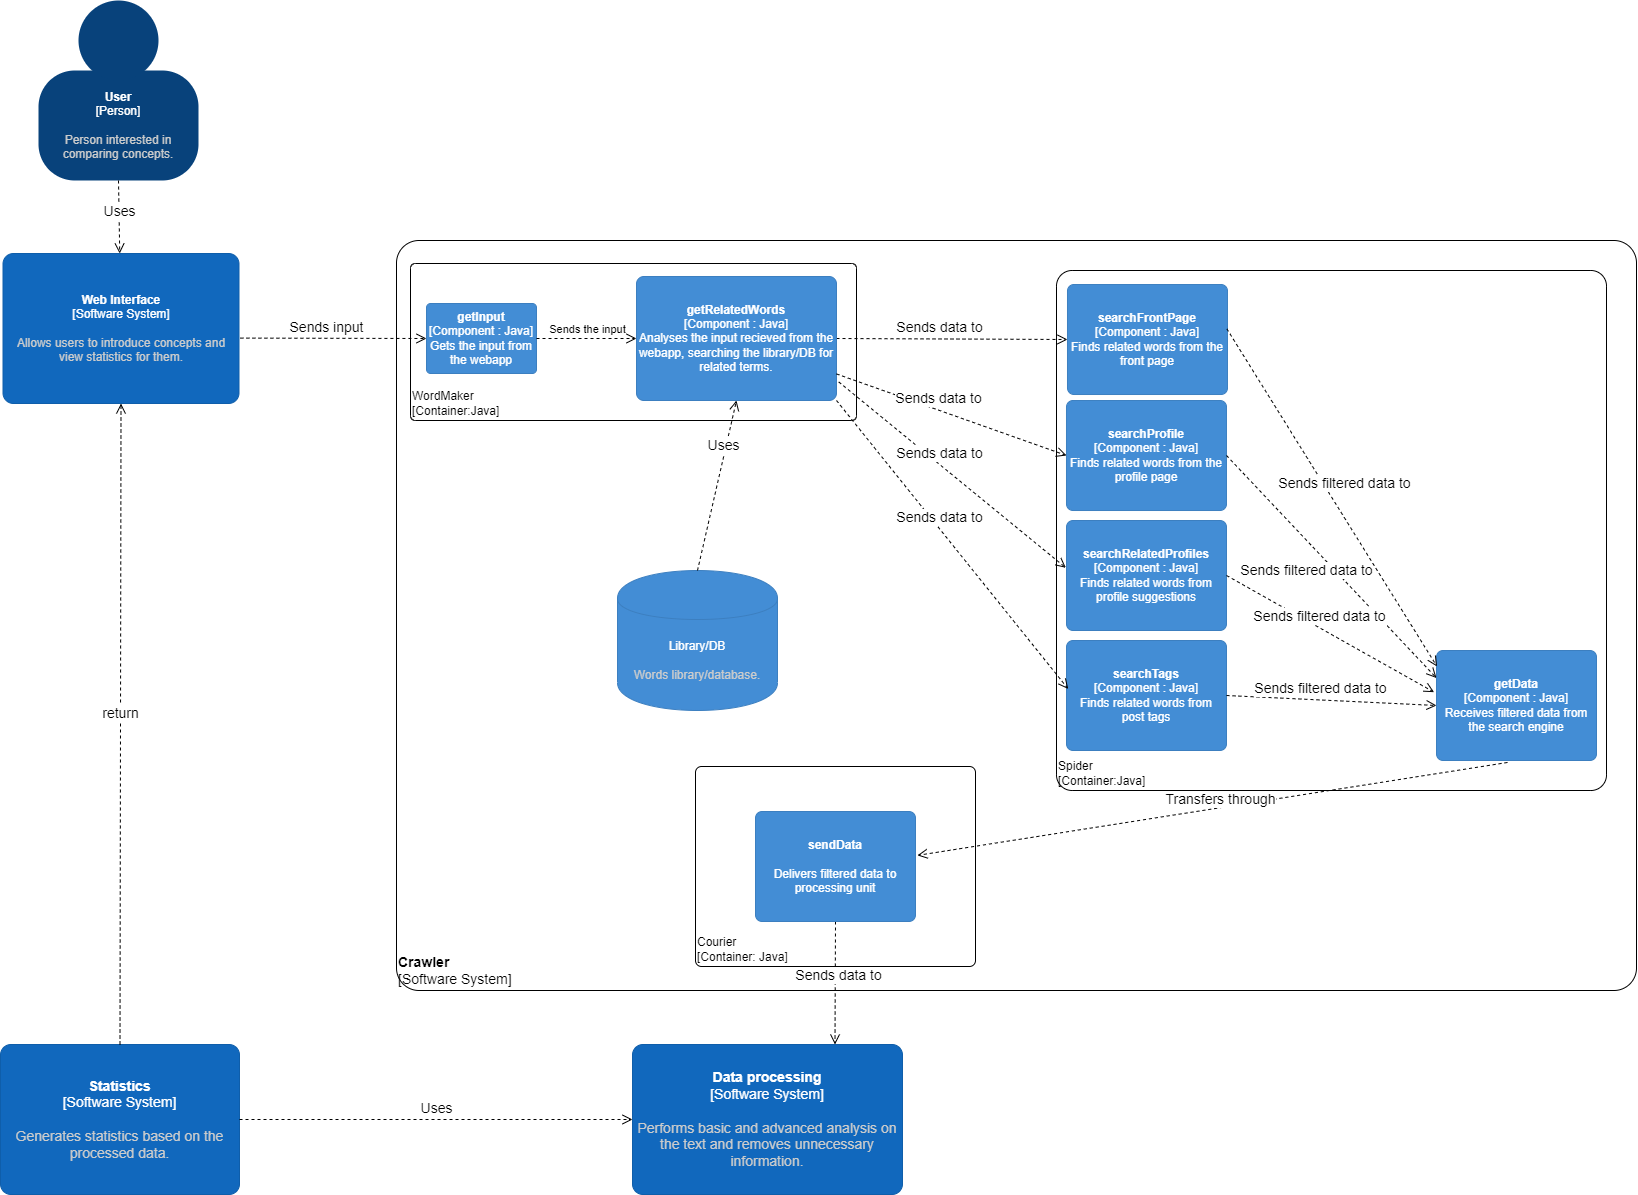 User
[Person]
Person interested in
comparing concepts.
Uses
Web Interface
[Software System]
Allows users to introduce concepts and
view statistics for them.
Sends input
getInput
[Component : Java]
Gets the input from
the webapp
Sends the input
getRelatedWords
[Component : Java]
Analyses the input recieved from the
webapp, searching the library/DB for
related terms.
WordMaker
[Container:Java]
Uses
Library/DB
Words library/database.
Sends data to
Sends data to
Sends data to
Sends data to
searchFrontPage
[Component : Java]
Finds related words from the
front page
searchProfile
[Component : Java]
Finds related words from the
profile page
searchRelatedProfiles
[Component : Java]
Finds related words from
profile suggestions
searchTags
[Component : Java]
Finds related words from
post tags
Sends filtered data to
Sends filtered data to
Sends filtered data to
Sends filtered data to
getData
[Component : Java]
Receives filtered data from
the search engine
Spider
[Container:Java]
Transfers through
sendData
Delivers filtered data to
processing unit
Courier
[Container: Java]
Crawler
[Software System]
Sends data to
return
Statistics
[Software System]
Generates statistics based on the
processed data.
Uses
Data processing
[Software System]
Performs basic and advanced analysis on
the text and removes unnecessary
information.